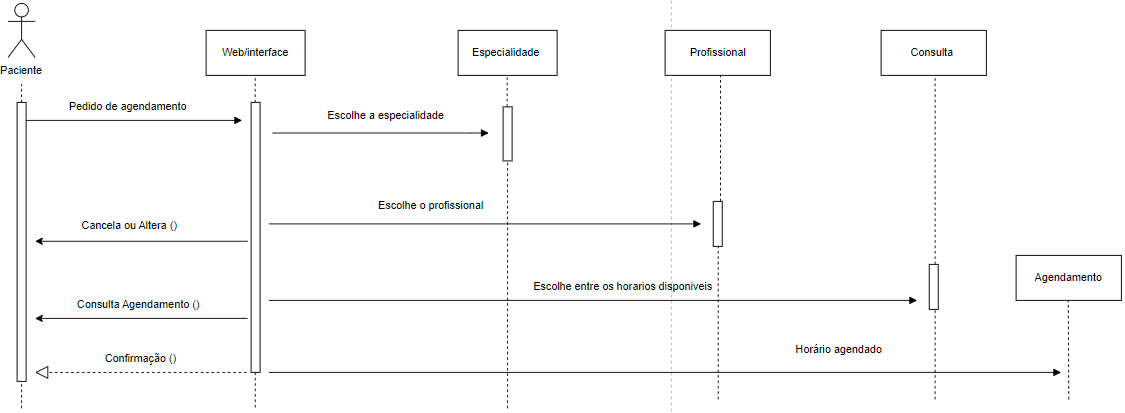 Paciente
Web/interface
Especialidade
Profissional
Consulta
Pedido de agendamento
Escolhe a especialidade
Escolhe o profissional
Cancela ou Altera ()
Agendamento
Escolhe entre os horarios disponiveis
Consulta Agendamento ()
Horário agendado
Confirmação ()